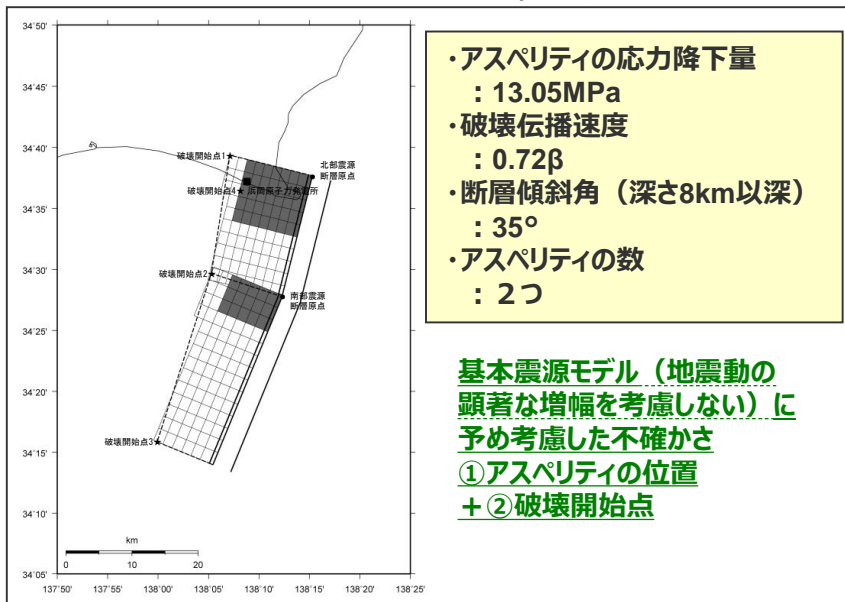 34°50'
34°45'
34°40'
34°35'
34°30'
34°25'
34°20'
34°15'
34°10'
34°05'
137°50'
137°55'
138°00'
138°05'
138°10'
138°15'
138°20'
138°25'
破壊開始点1★
北部震源
断層原点
破壊開始点4★浜岡原子力発電所
破壊開始点2★
南部震源
断層原点
破壊開始点3★
km
0 10 20
・アスペリティの応力降下量
：13.05MPa
・破壊伝播速度
：0.72β
・断層傾斜角（深さ8km以深）
：35°
・アスペリティの数
：２つ
基本震源モデル（地震動の
顕著な増幅を考慮しない）に
予め考慮した不確かさ
①アスペリティの位置
＋②破壊開始点